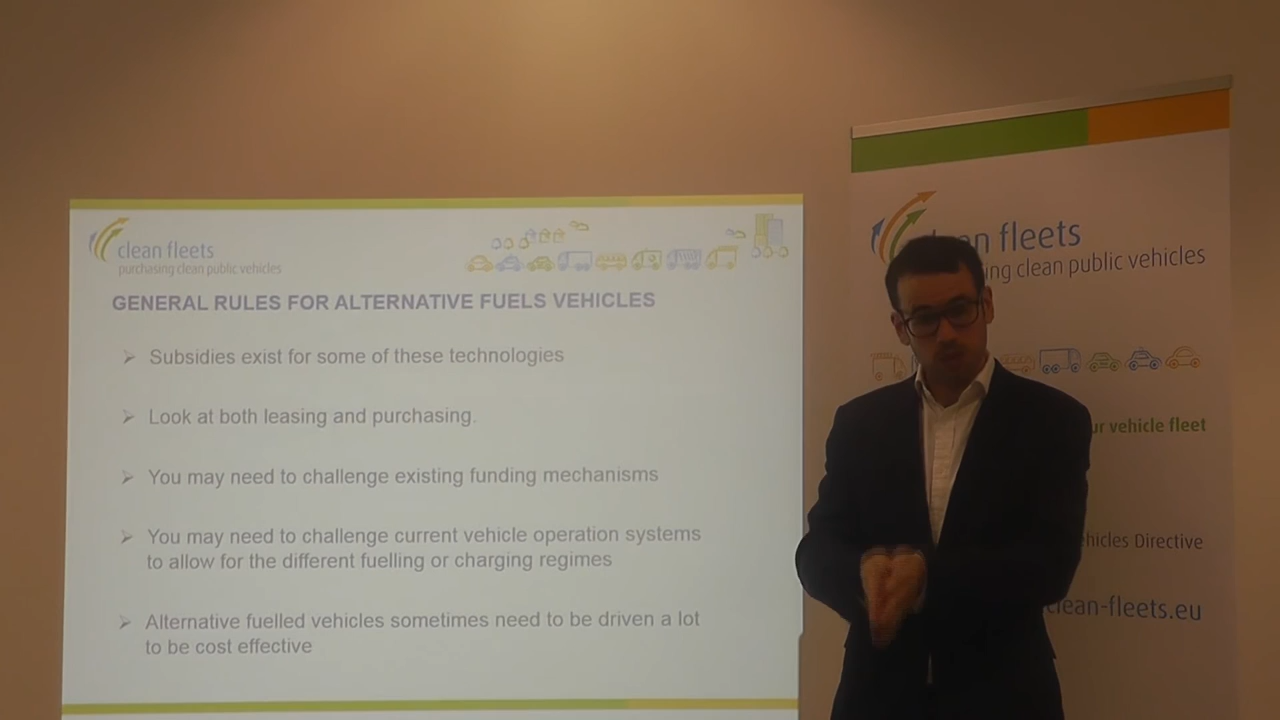 clean fleets
purchasing clean public vehicles
GENERAL RULES FOR ALTERNATIVE FUELS VEHICLES
Subsidies exist for some of these technologies
Look at both leasing and purchasing.
You may need to challenge existing funding mechanisms
You may need to challenge current vehicle operation systems
to allow for the different fuelling or charging regimes
Alternative fuelled vehicles sometimes need to be driven a lot
to be cost effective
fleets
clean public vehicles
vehicle fleet
Directive
clean-fleets.eu